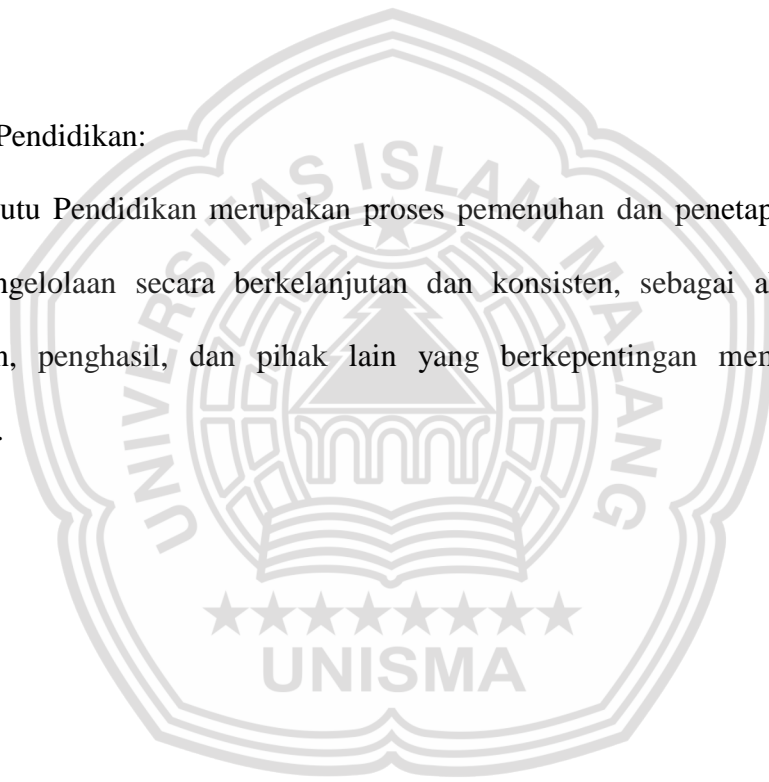 Pendidikan:
utu Pendidikan merupakan proses pemenuhan dan penetap
ngelolaan secara berkelanjutan dan konsisten, sebagai a
n, penghasil, dan pihak lain yang berkepentingan mem
.
UNIVERSITAS ISLAM MALANG
UNISMA